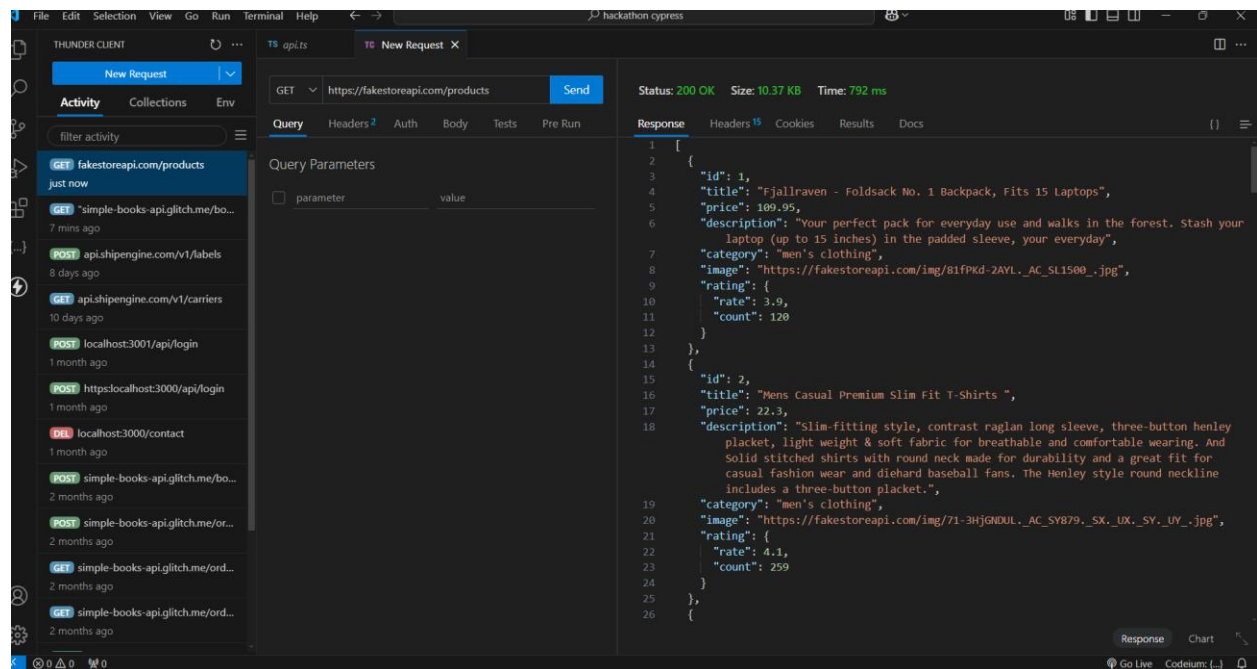 File Edit Selection View Go Run Terminal Help ← → hackathon cypress
THUNDER CLIENT
New Request
Activity Collections Env
filter activity
GET fakestoreapi.com/products
just now
GET "simple-books-api.glitch.me/bo...
7 mins ago
POST api.shipengine.com/v1/labels
8 days ago
GET api.shipengine.com/v1/carriers
10 days ago
POST localhost:3001/api/login
1 month ago
POST https:localhost:3000/api/login
1 month ago
DEL localhost:3000/contact
1 month ago
POST simple-books-api.glitch.me/bo...
2 months ago
POST simple-books-api.glitch.me/or...
2 months ago
GET simple-books-api.glitch.me/ord...
2 months ago
GET simple-books-api.glitch.me/ord...
2 months ago
TS api.ts TC New Request ×
GET https://fakestoreapi.com/products Send
Query Headers 2 Auth Body Tests Pre Run
Query Parameters
parameter value
Status: 200 OK Size: 10.37 KB Time: 792 ms
Response Headers 15 Cookies Results Docs {}
1 [
2 {
3 "id": 1,
4 "title": "Fjallraven - Foldsack No. 1 Backpack, Fits 15 Laptops",
5 "price": 109.95,
6 "description": "Your perfect pack for everyday use and walks in the forest. Stash your
laptop (up to 15 inches) in the padded sleeve, your everyday",
7 "category": "men's clothing",
8 "image": "https://fakestoreapi.com/img/81fPKd-2AYL._AC_SL1500_.jpg",
9 "rating": {
10 "rate": 3.9,
11 "count": 120
12 }
13 },
14 {
15 "id": 2,
16 "title": "Mens Casual Premium Slim Fit T-Shirts ",
17 "price": 22.3,
18 "description": "Slim-fitting style, contrast raglan long sleeve, three-button henley
placket, light weight & soft fabric for breathable and comfortable wearing. And
Solid stitched shirts with round neck made for durability and a great fit for
casual fashion wear and diehard baseball fans. The Henley style round neckline
includes a three-button placket.",
19 "category": "men's clothing",
20 "image": "https://fakestoreapi.com/img/71-3HjGNDUL._AC_SY879._SX._UX._SY._UY_.jpg",
21 "rating": {
22 "rate": 4.1,
23 "count": 259
24 }
25 },
26 {
Response Chart
0 0 0 Go Live Codeium: {...}